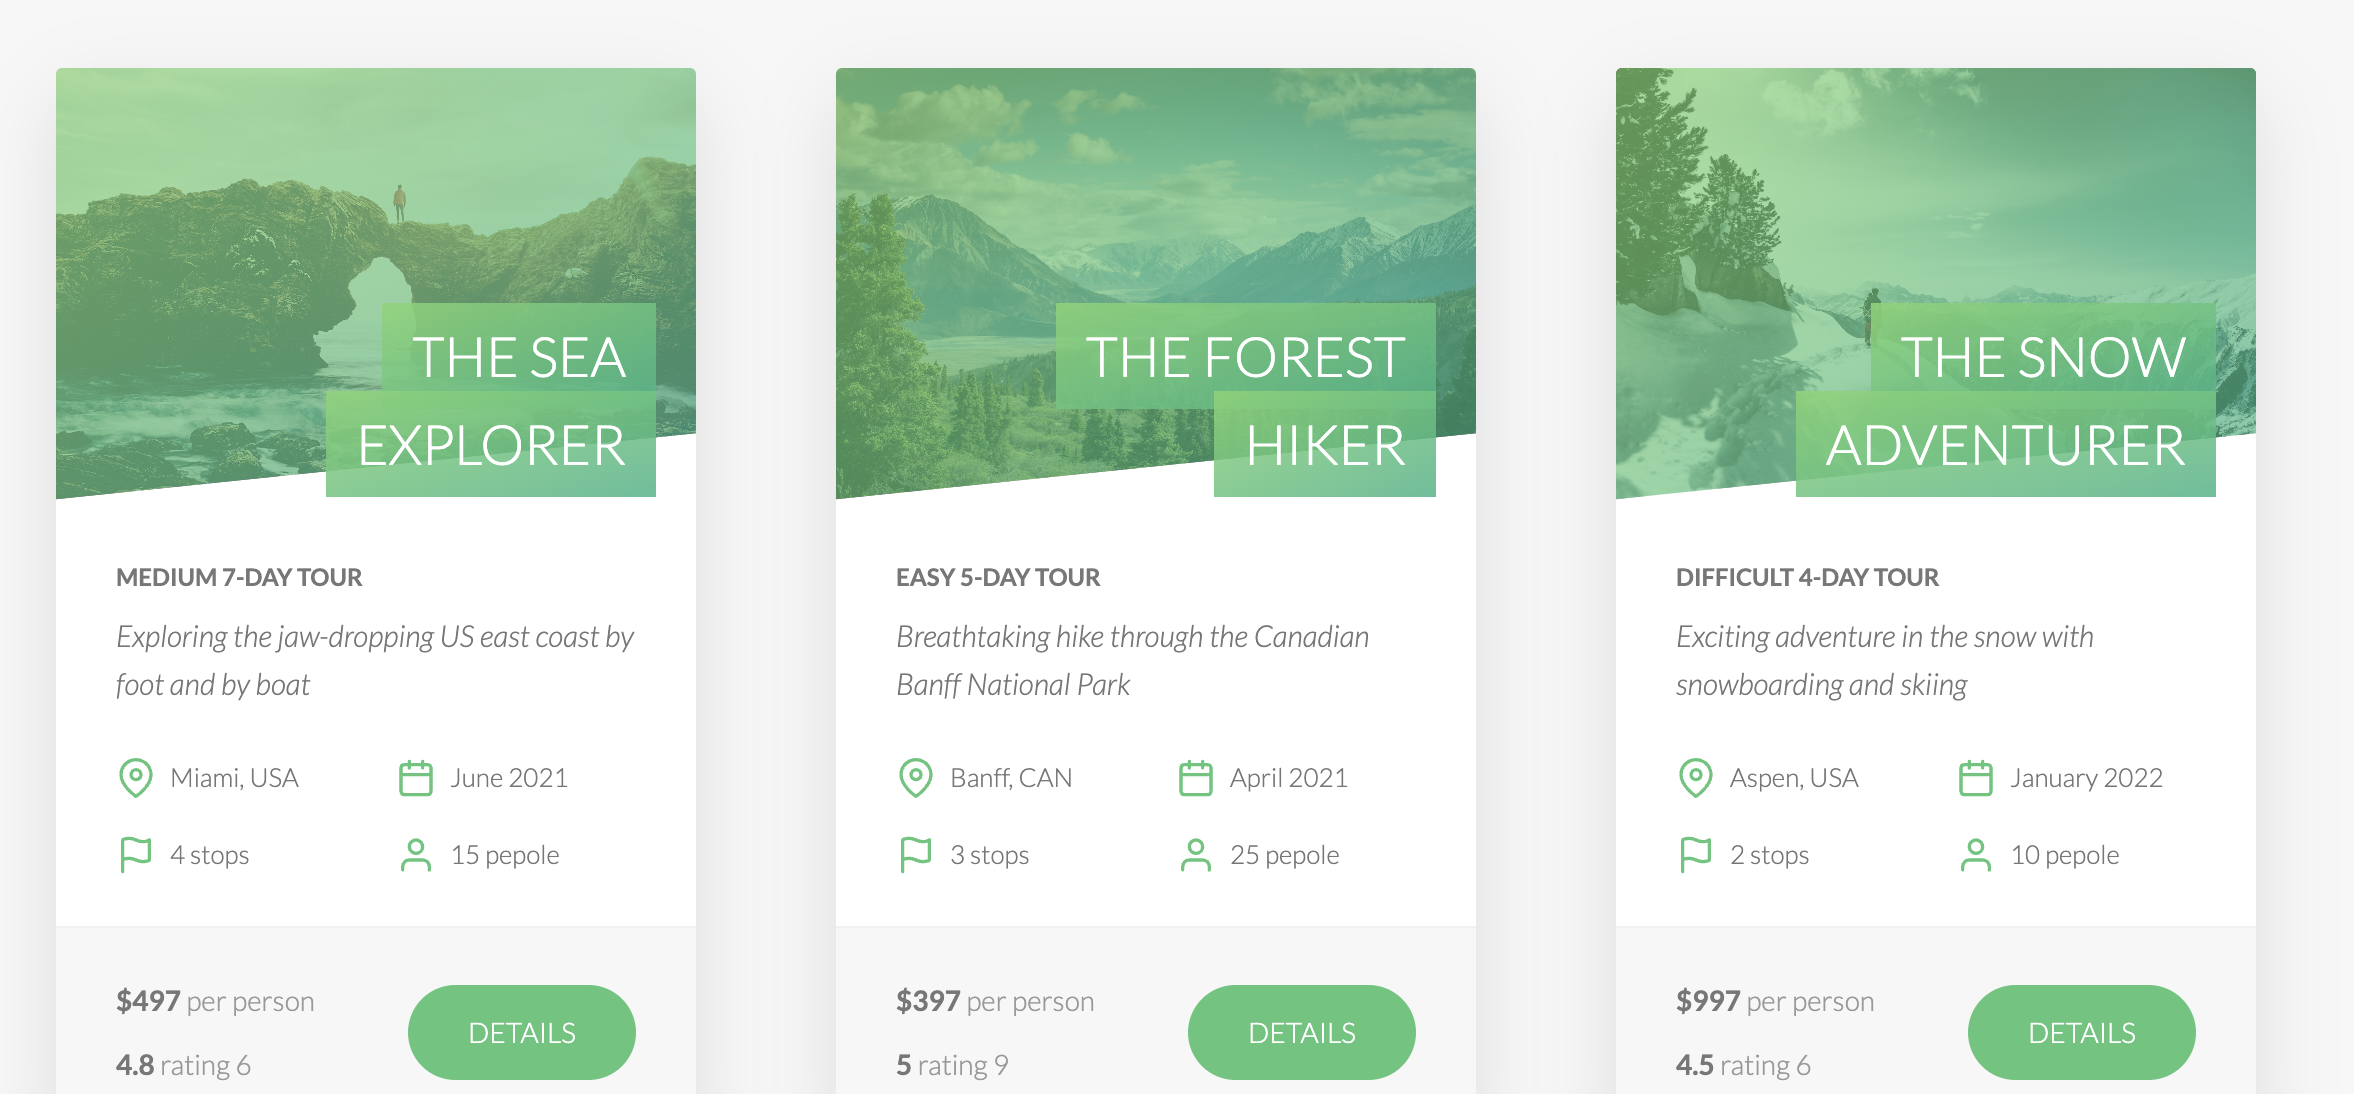 THE SEA
EXPLORER
MEDIUM 7-DAY TOUR
Exploring the jaw-dropping US east coast by
foot and by boat
Miami, USA
June 2021
4 stops
15 pepole
$497 per person
4.8 rating 6
DETAILS
THE FOREST
HIKER
EASY 5-DAY TOUR
Breathtaking hike through the Canadian
Banff National Park
Banff, CAN
April 2021
3 stops
25 pepole
$397 per person
5 rating 9
DETAILS
THE SNOW
ADVENTURER
DIFFICULT 4-DAY TOUR
Exciting adventure in the snow with
snowboarding and skiing
Aspen, USA
January 2022
2 stops
10 pepole
$997 per person
4.5 rating 6
DETAILS